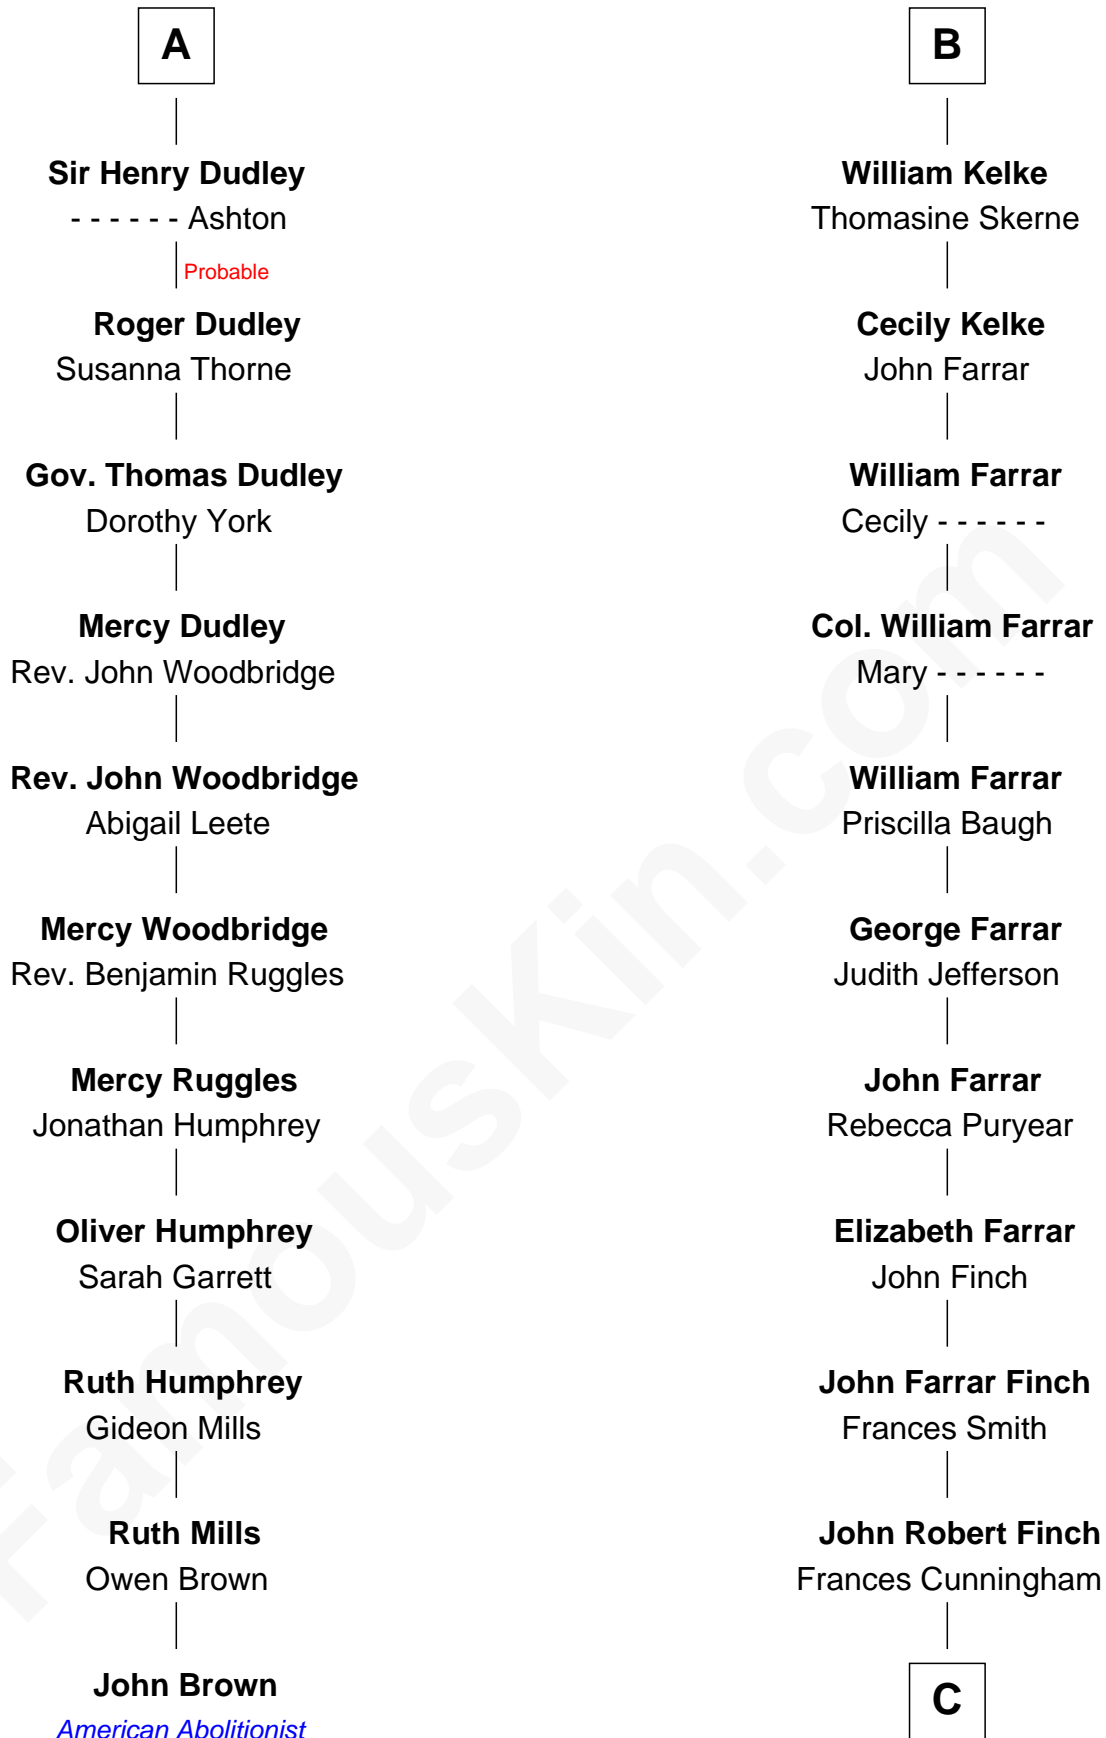 A
Sir Henry Dudley
- - - - - - Ashton
Probable
Roger Dudley
Susanna Thorne
Gov. Thomas Dudley
Dorothy York
Mercy Dudley
Rev. John Woodbridge
Rev. John Woodbridge
Abigail Leete
Mercy Woodbridge
Rev. Benjamin Ruggles
Mercy Ruggles
Jonathan Humphrey
Oliver Humphrey
Sarah Garrett
Ruth Humphrey
Gideon Mills
Ruth Mills
Owen Brown
John Brown
American Abolitionist
B
William Kelke
Thomasine Skerne
Cecily Kelke
John Farrar
William Farrar
Cecily - - - - - -
Col. William Farrar
Mary - - - - - -
William Farrar
Priscilla Baugh
George Farrar
Judith Jefferson
John Farrar
Rebecca Puryear
Elizabeth Farrar
John Finch
John Farrar Finch
Frances Smith
John Robert Finch
Frances Cunningham
C
FamousKin.com